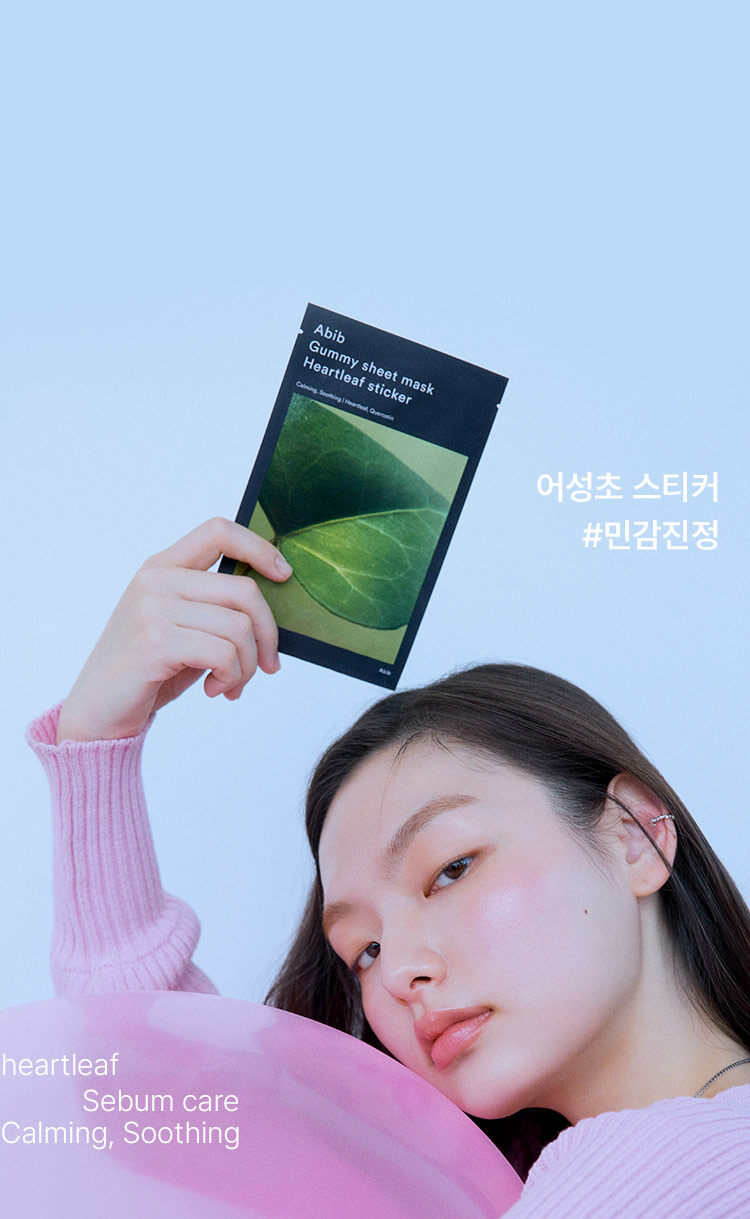 Abib
Gummy sheet mask
Heartleaf sticker
Calming, Soothing | Heartleaf, Quercetin
어성초 스티커
#민감진정
Abib
heartleaf
Sebum care
Calming, Soothing